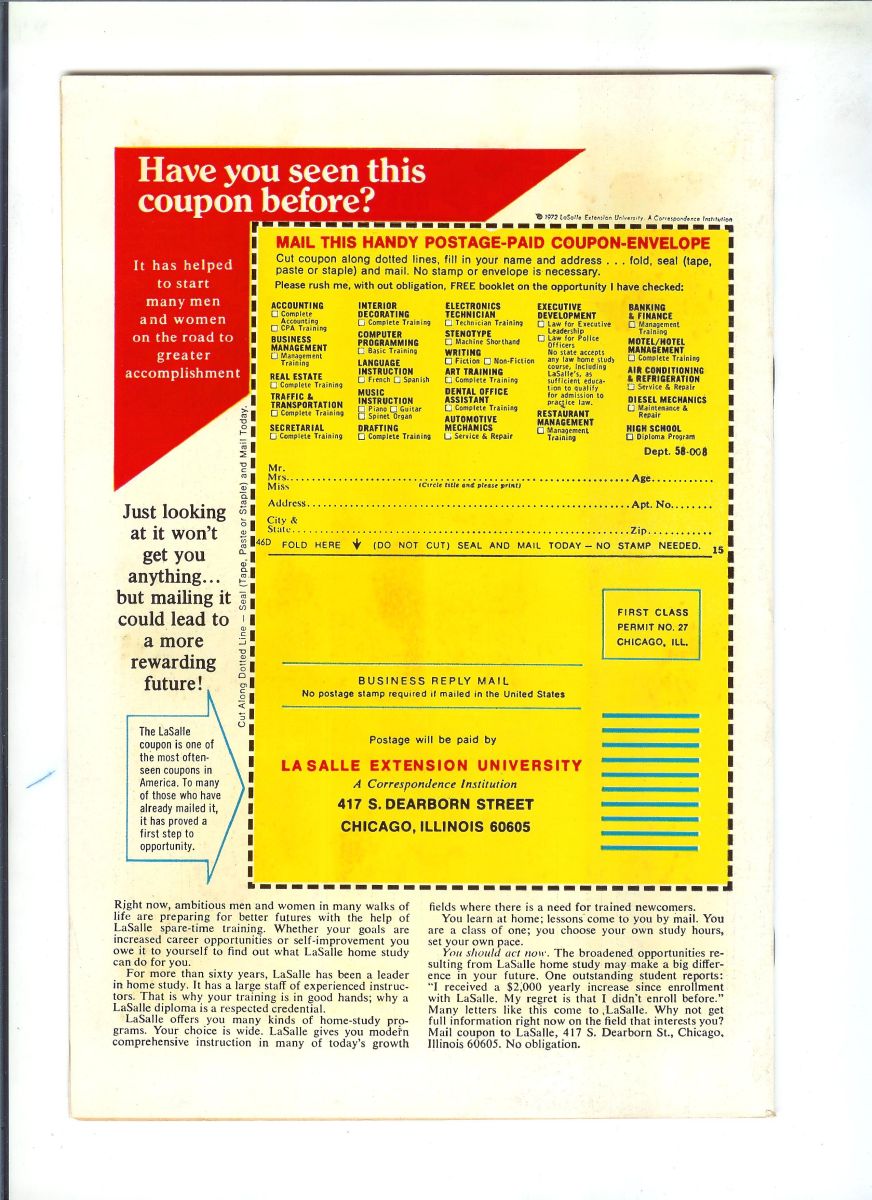 Have you seen this
coupon before?
© 1972 LaSalle Extension University. A Correspondence Institution
It has helped
to start
many men
and women
on the road to
greater
accomplishment
MAIL THIS HANDY POSTAGE-PAID COUPON-ENVELOPE
Cut coupon along dotted lines, fill in your name and address . . . fold, seal (tape,
paste or staple) and mail. No stamp or envelope is necessary.
Please rush me, with out obligation, FREE booklet on the opportunity I have checked:
ACCOUNTING
☐ Complete
Accounting
☐ CPA Training
BUSINESS
MANAGEMENT
☐ Management
Training
REAL ESTATE
☐ Complete Training
TRAFFIC &
TRANSPORTATION
☐ Complete Training
SECRETARIAL
☐ Complete Training
INTERIOR
DECORATING
☐ Complete Training
COMPUTER
PROGRAMMING
☐ Basic Training
LANGUAGE
INSTRUCTION
☐ French ☐ Spanish
MUSIC
INSTRUCTION
☐ Piano ☐ Guitar
☐ Spinet Organ
DRAFTING
☐ Complete Training
ELECTRONICS
TECHNICIAN
☐ Technician Training
STENOTYPE
☐ Machine Shorthand
WRITING
☐ Fiction ☐ Non-Fiction
ART TRAINING
☐ Complete Training
DENTAL OFFICE
ASSISTANT
☐ Complete Training
AUTOMOTIVE
MECHANICS
☐ Service & Repair
EXECUTIVE
DEVELOPMENT
☐ Law for Executive
Leadership
☐ Law for Police
Officers
No state accepts
any law home study
course, including
LaSalle's, as
sufficient educa-
tion to qualify
for admission to
practice law.
RESTAURANT
MANAGEMENT
☐ Management
Training
BANKING
& FINANCE
☐ Management
Training
MOTEL/HOTEL
MANAGEMENT
☐ Complete Training
AIR CONDITIONING
& REFRIGERATION
☐ Service & Repair
DIESEL MECHANICS
☐ Maintenance &
Repair
HIGH SCHOOL
☐ Diploma Program
Dept. 58-008
Mr.
Mrs. Age
Miss (Circle title and please print)
Address Apt. No.
City &
State Zip
46D FOLD HERE ↓ (DO NOT CUT) SEAL AND MAIL TODAY – NO STAMP NEEDED. 15
Cut Along Dotted Line – Seal (Tape, Paste or Staple) and Mail Today.
Just looking
at it won't
get you
anything...
but mailing it
could lead to
a more
rewarding
future!
The LaSalle
coupon is one of
the most often-
seen coupons in
America. To many
of those who have
already mailed it,
it has proved a
first step to
opportunity.
FIRST CLASS
PERMIT NO. 27
CHICAGO, ILL.
BUSINESS REPLY MAIL
No postage stamp required if mailed in the United States
Postage will be paid by
LA SALLE EXTENSION UNIVERSITY
A Correspondence Institution
417 S. DEARBORN STREET
CHICAGO, ILLINOIS 60605
Right now, ambitious men and women in many walks of
life are preparing for better futures with the help of
LaSalle spare-time training. Whether your goals are
increased career opportunities or self-improvement you
owe it to yourself to find out what LaSalle home study
can do for you.
For more than sixty years, LaSalle has been a leader
in home study. It has a large staff of experienced instruc-
tors. That is why your training is in good hands; why a
LaSalle diploma is a respected credential.
LaSalle offers you many kinds of home-study pro-
grams. Your choice is wide. LaSalle gives you modern
comprehensive instruction in many of today's growth
fields where there is a need for trained newcomers.
You learn at home; lessons come to you by mail. You
are a class of one; you choose your own study hours,
set your own pace.
You should act now. The broadened opportunities re-
sulting from LaSalle home study may make a big differ-
ence in your future. One outstanding student reports:
"I received a $2,000 yearly increase since enrollment
with LaSalle. My regret is that I didn't enroll before."
Many letters like this come to LaSalle. Why not get
full information right now on the field that interests you?
Mail coupon to LaSalle, 417 S. Dearborn St., Chicago,
Illinois 60605. No obligation.